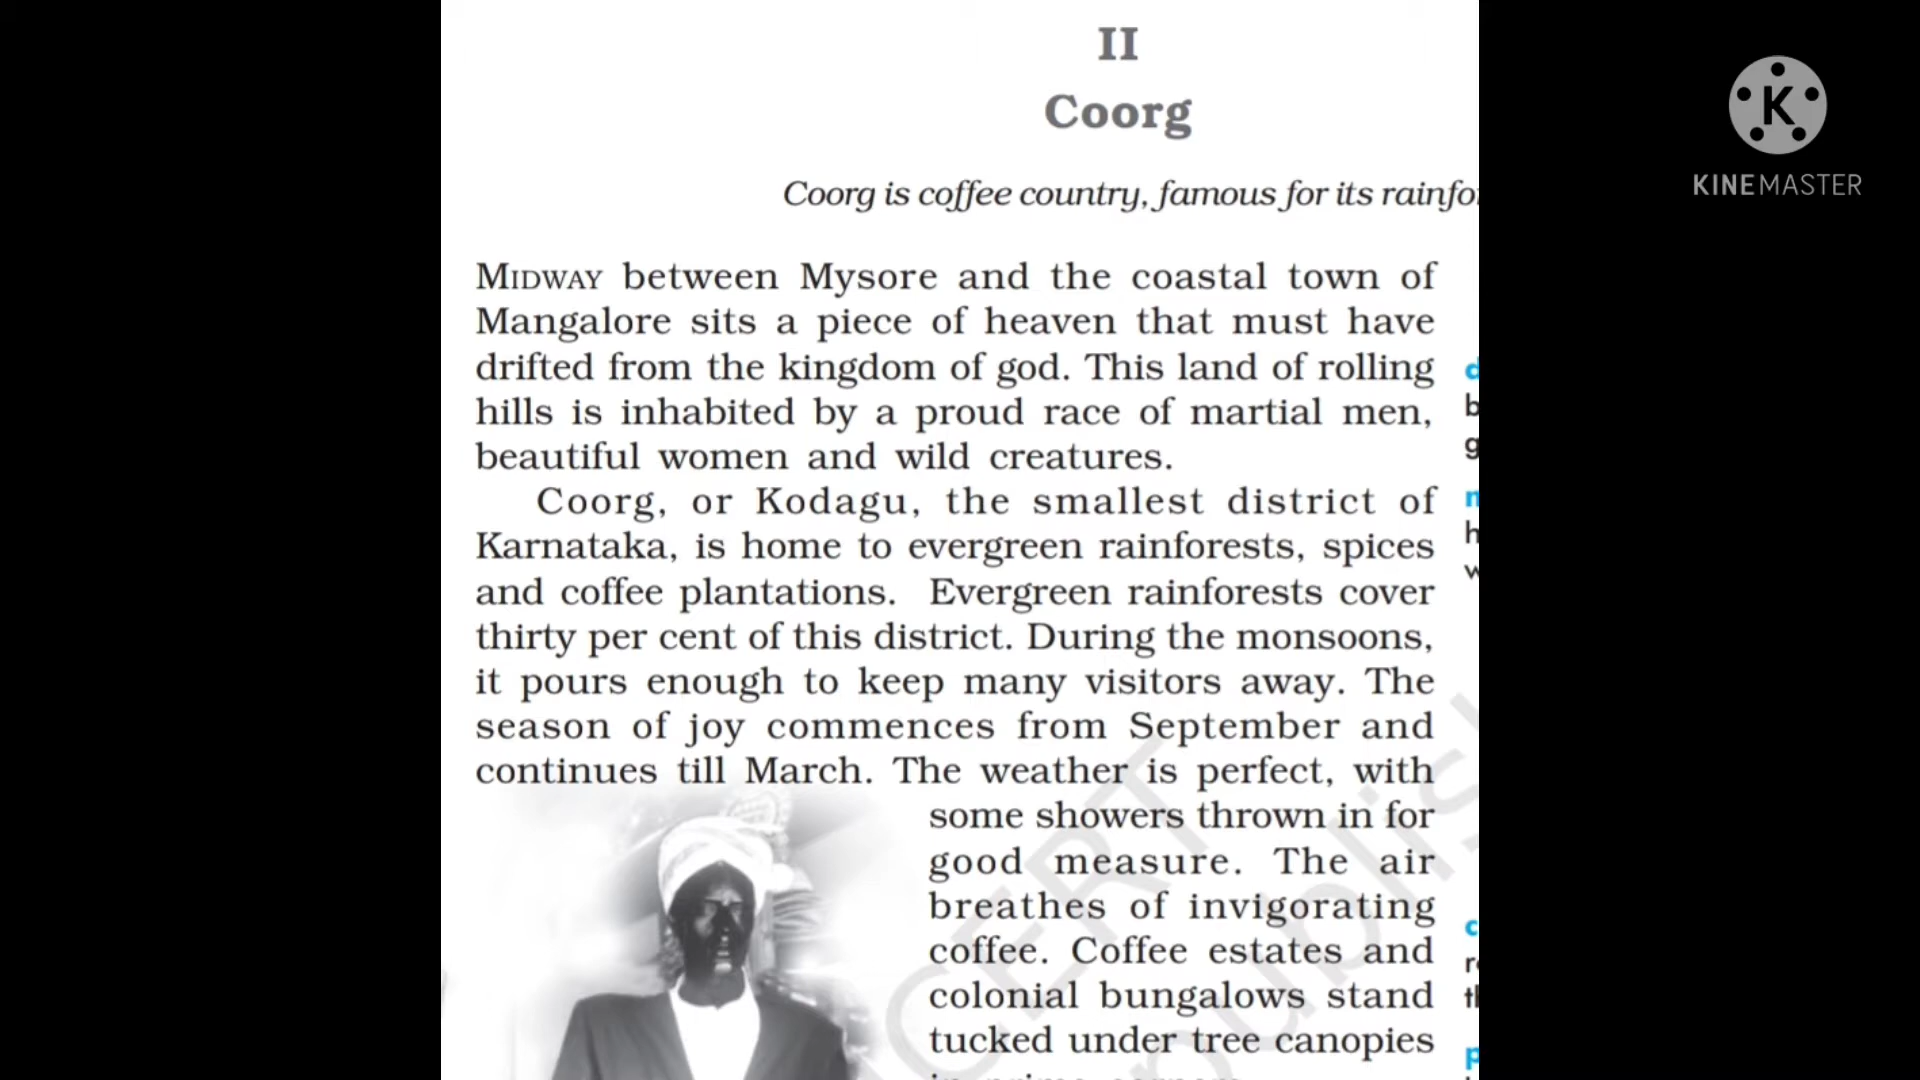 II
Coorg
Coorg is coffee country, famous for its
MIDWAY between Mysore and the coastal town of
Mangalore sits a piece of heaven that must have
drifted from the kingdom of god. This land of rolling
hills is inhabited by a proud race of martial men,
beautiful women and wild creatures.
Coorg, or Kodagu, the smallest district of
Karnataka, is home to evergreen rainforests, spices
and coffee plantations. Evergreen rainforests cover
thirty per cent of this district. During the monsoons,
it pours enough to keep many visitors away. The
season of joy commences from September and
continues till March. The weather is perfect, with
some showers thrown in for
good measure. The air
breathes of invigorating
coffee. Coffee estates and
colonial bungalows stand
tucked under tree canopies
K
KINEMASTER